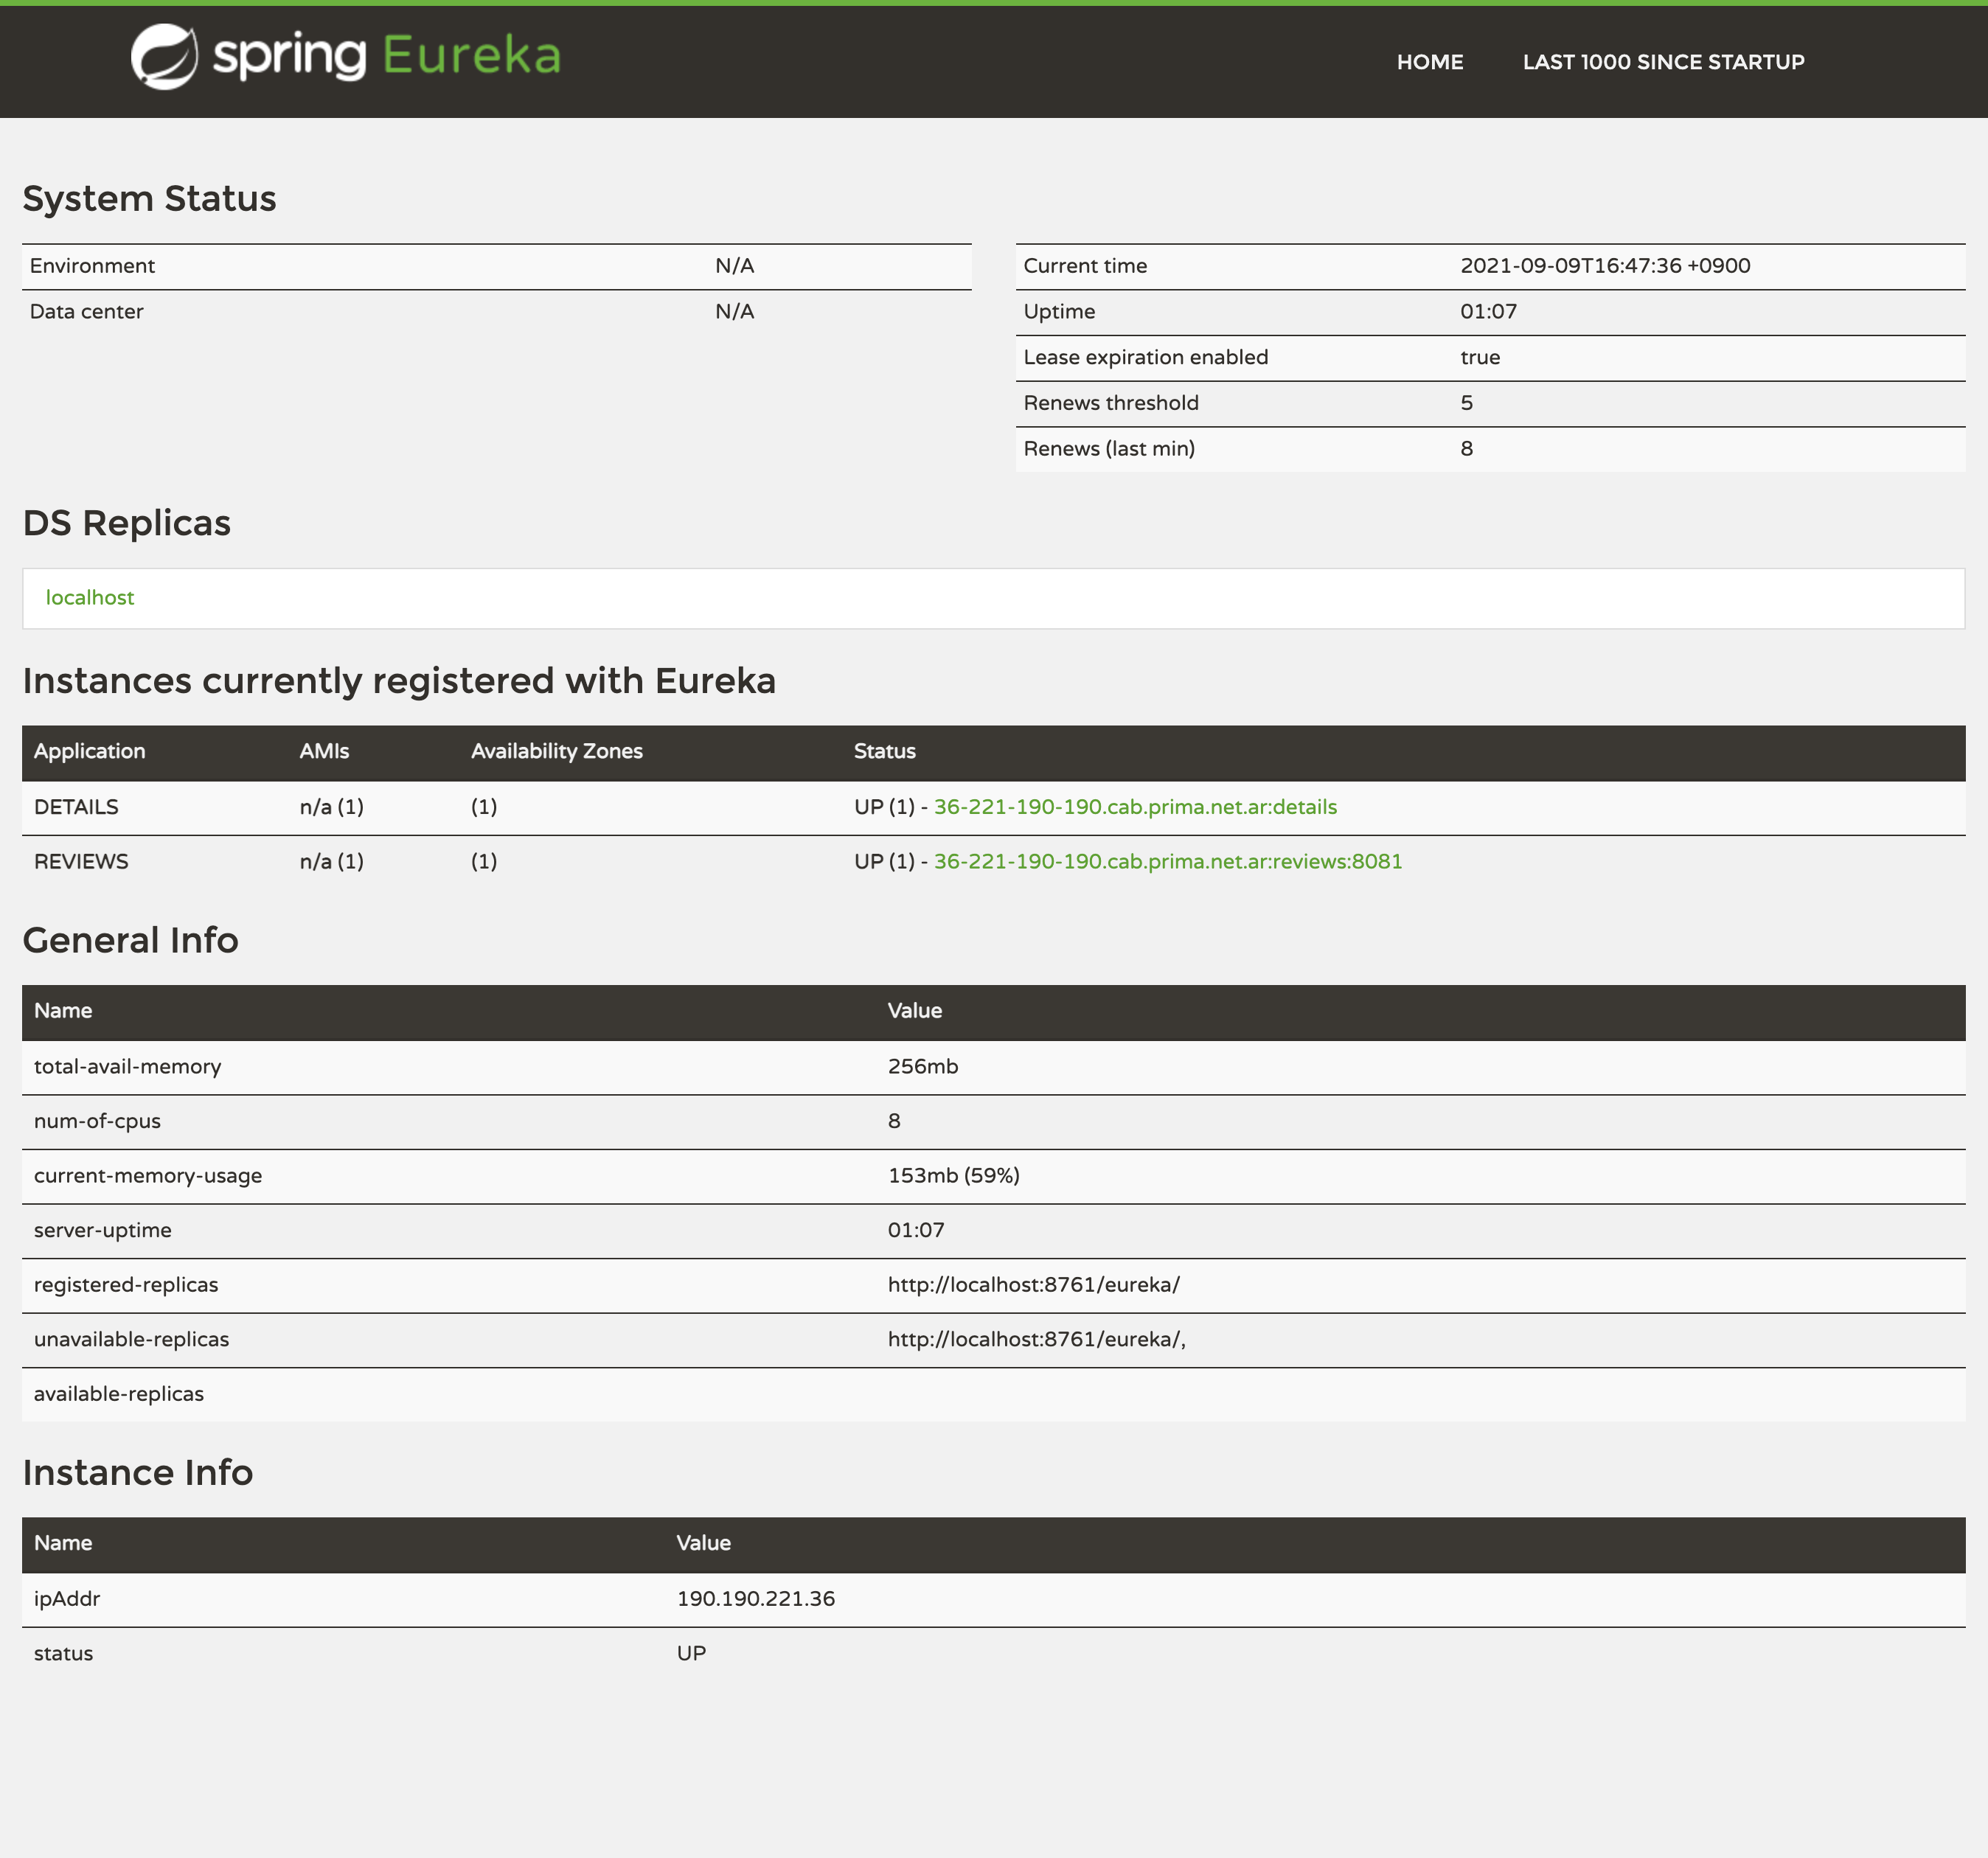 spring Eureka
HOME LAST 1000 SINCE STARTUP
System Status
Environment N/A
Data center N/A
Current time 2021-09-09T16:47:36 +0900
Uptime 01:07
Lease expiration enabled true
Renews threshold 5
Renews (last min) 8
DS Replicas
localhost
Instances currently registered with Eureka
Application AMIs Availability Zones Status
DETAILS n/a (1) (1) UP (1) - 36-221-190-190.cab.prima.net.ar:details
REVIEWS n/a (1) (1) UP (1) - 36-221-190-190.cab.prima.net.ar:reviews:8081
General Info
Name Value
total-avail-memory 256mb
num-of-cpus 8
current-memory-usage 153mb (59%)
server-uptime 01:07
registered-replicas http://localhost:8761/eureka/
unavailable-replicas http://localhost:8761/eureka/,
available-replicas
Instance Info
Name Value
ipAddr 190.190.221.36
status UP